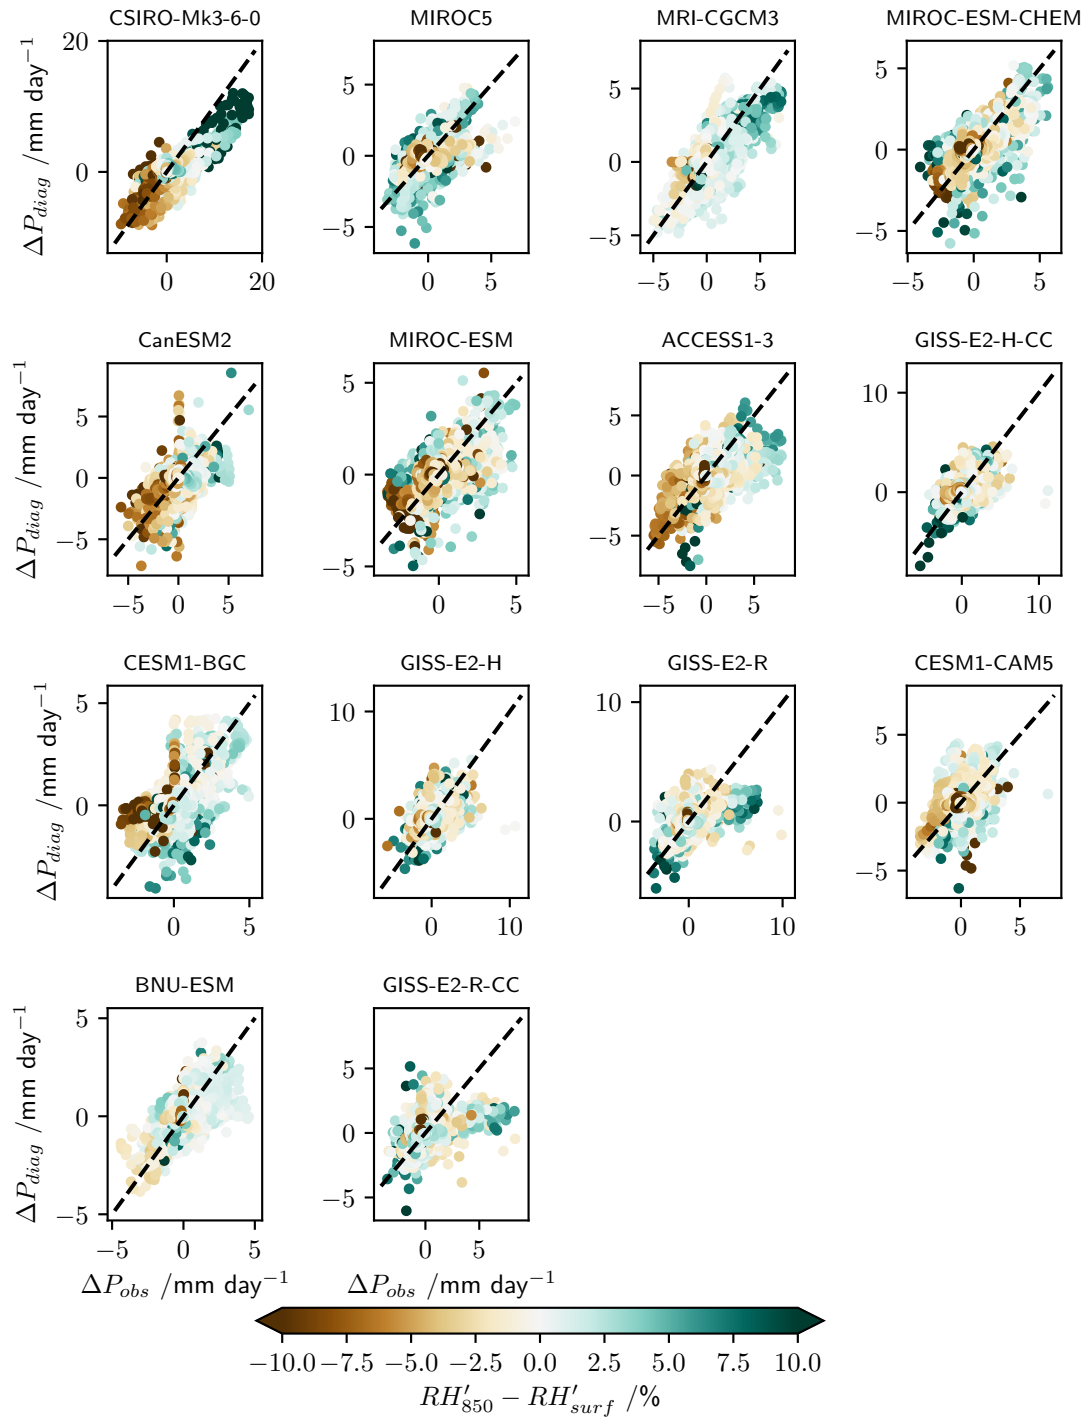 CSIRO-Mk3-6-0 MIROC5 MRI-CGCM3 MIROC-ESM-CHEM
ΔP_diag /mm day⁻¹
20
0
0 20
5
0
−5
0 5
5
0
−5
−5 0 5
5
0
−5
−5 0 5
CanESM2 MIROC-ESM ACCESS1-3 GISS-E2-H-CC
ΔP_diag /mm day⁻¹
5
0
−5
−5 0 5
5
0
−5
0 5
5
0
−5
−5 0 5
10
0
0 10
CESM1-BGC GISS-E2-H GISS-E2-R CESM1-CAM5
ΔP_diag /mm day⁻¹
5
0
0 5
10
0
0 10
10
0
0 10
5
0
−5
0 5
BNU-ESM GISS-E2-R-CC
ΔP_diag /mm day⁻¹
5
0
−5
−5 0 5
5
0
−5
0 5
ΔP_obs /mm day⁻¹ ΔP_obs /mm day⁻¹
−10.0 −7.5 −5.0 −2.5 0.0 2.5 5.0 7.5 10.0
RH′_850 − RH′_surf /%